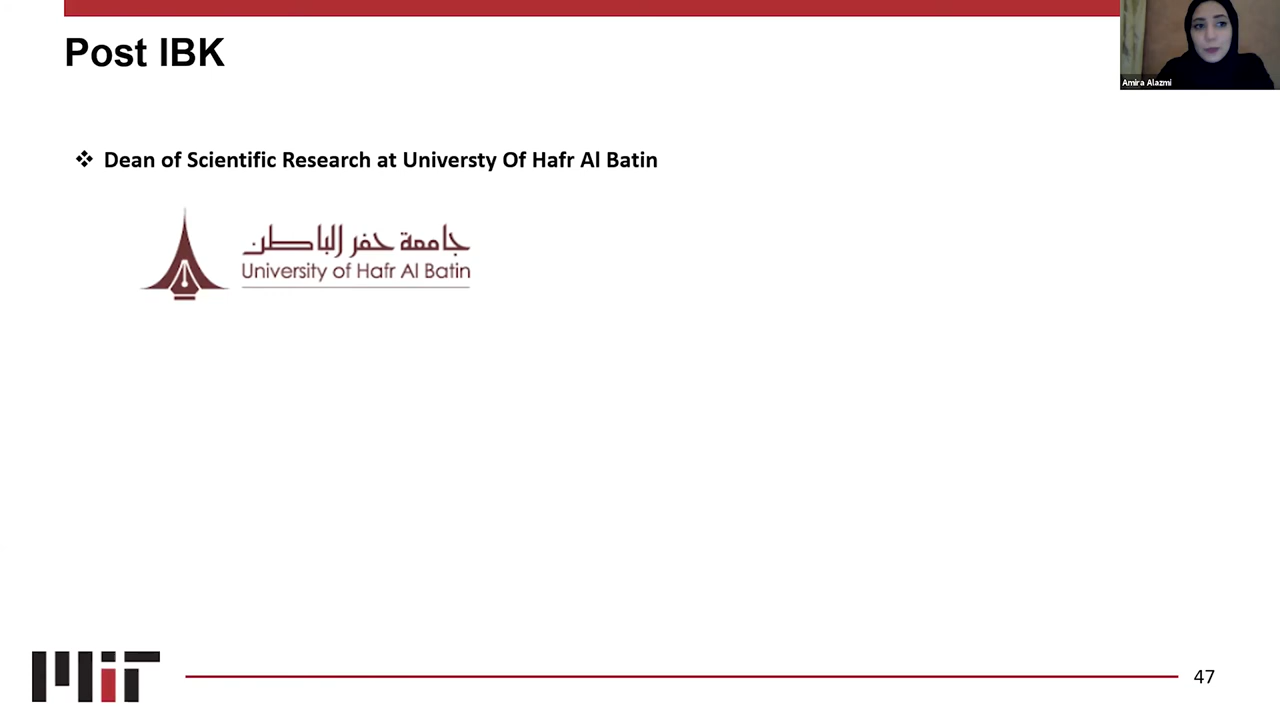 Post IBK
Amira Alazmi
❖ Dean of Scientific Research at Universty Of Hafr Al Batin
جامعة حفر الباطن
University of Hafr Al Batin
MIT
47